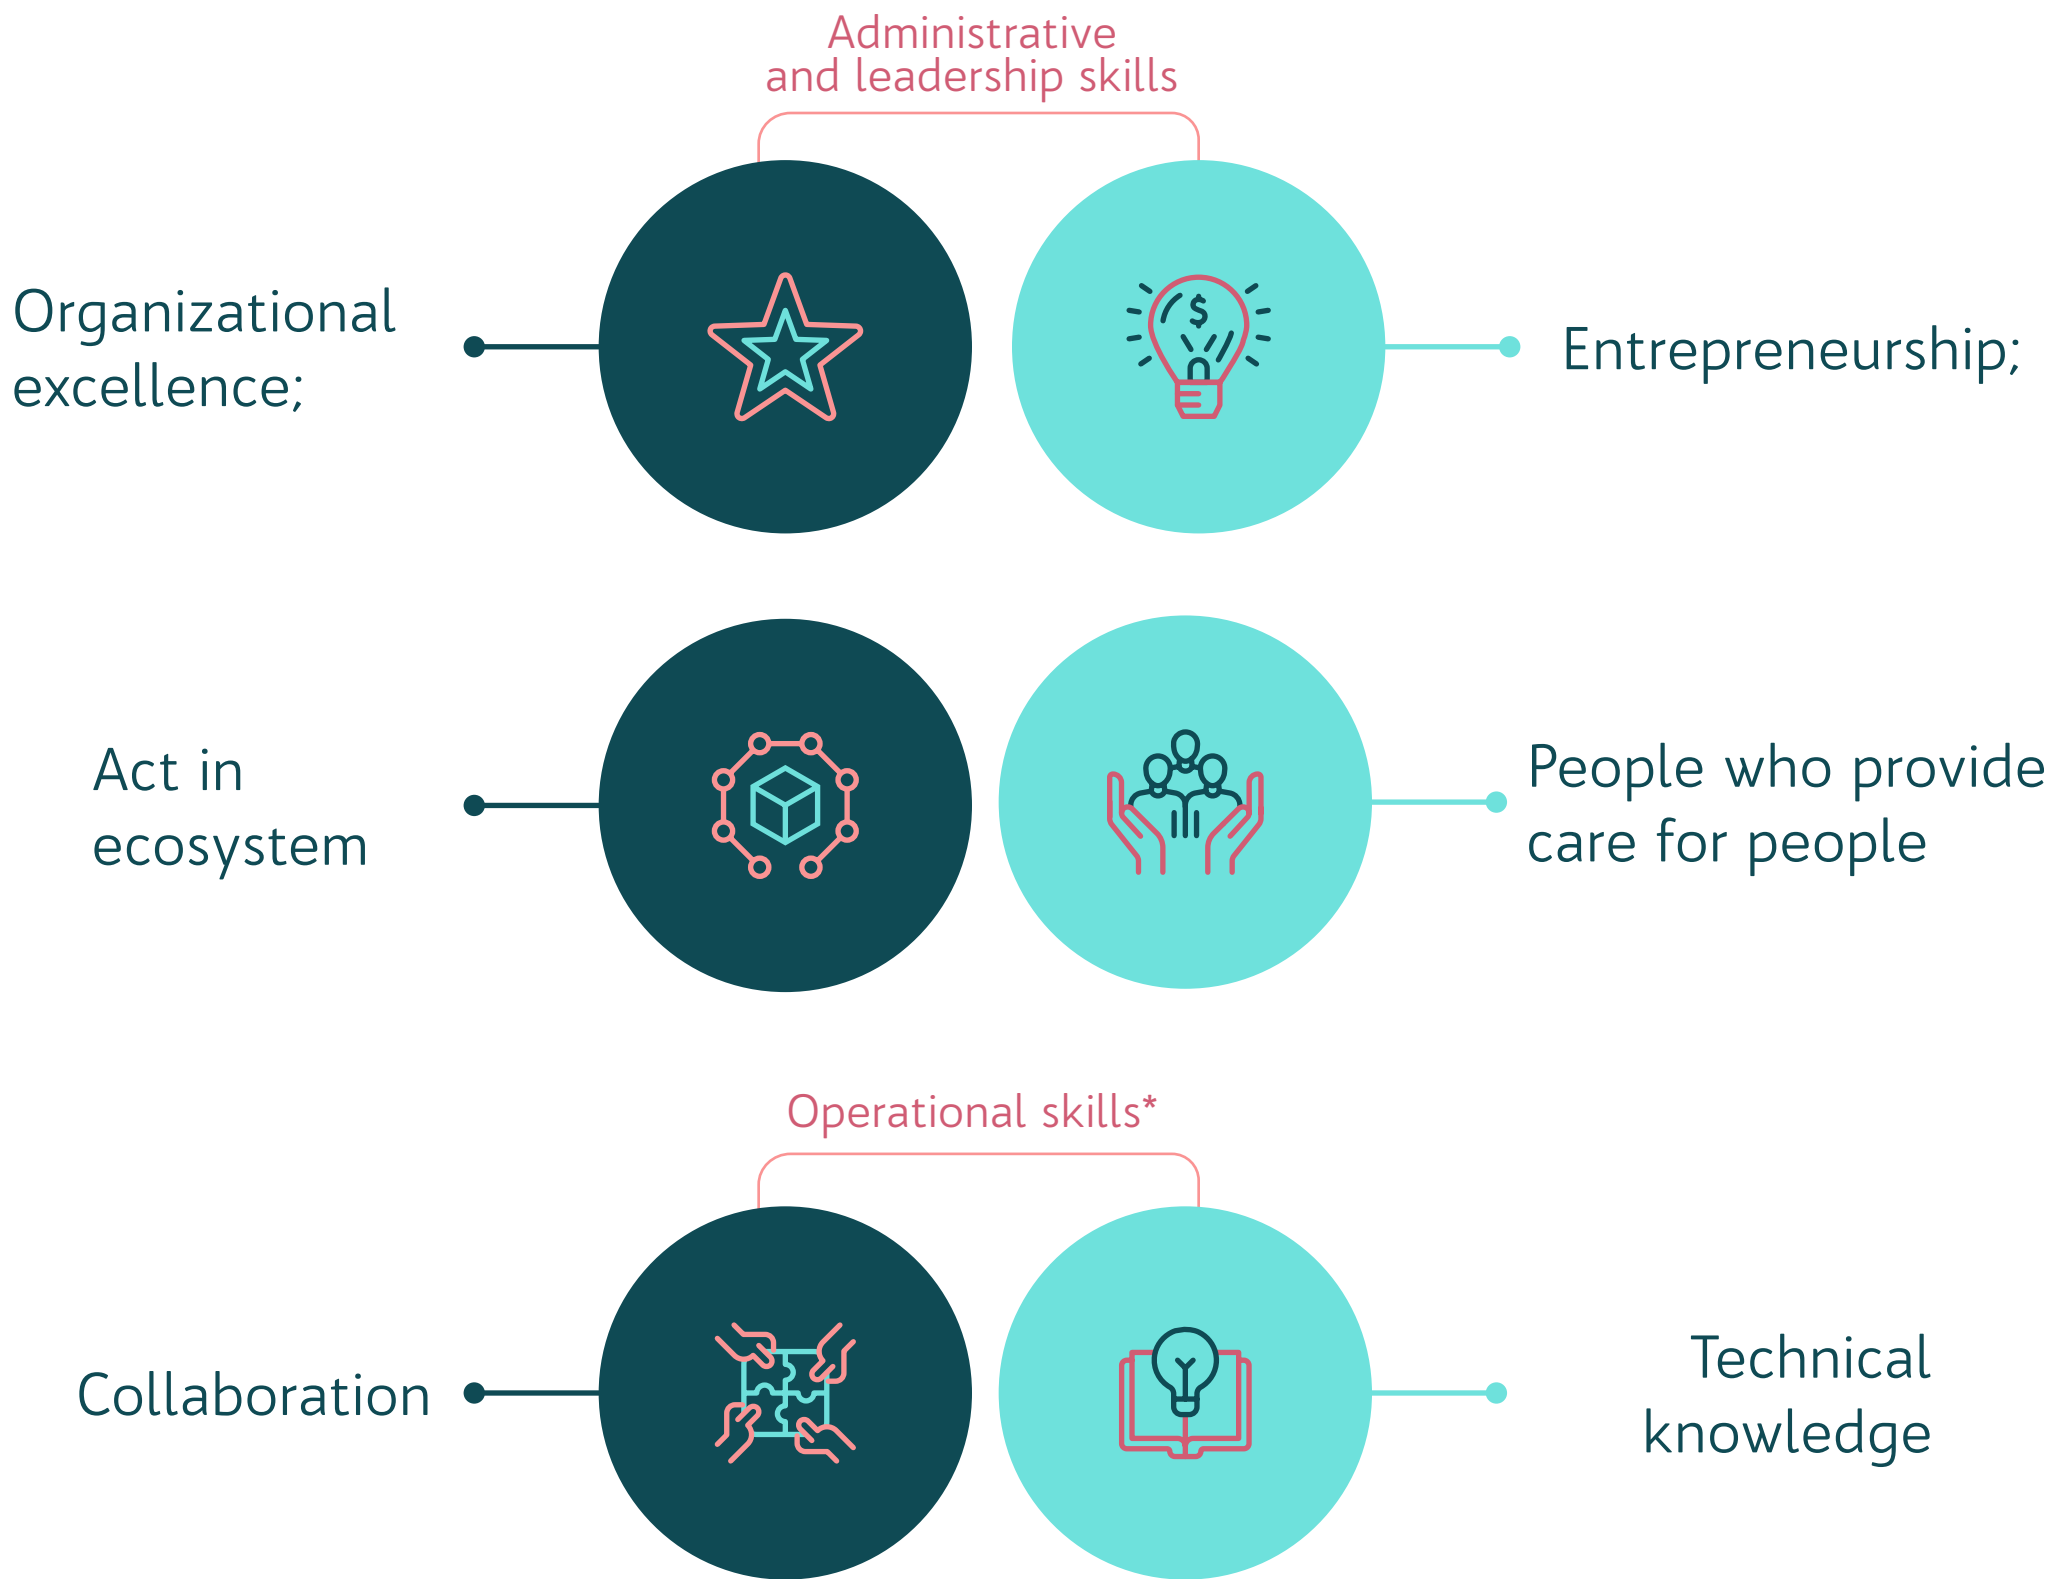 Administrative
and leadership skills
Organizational
excellence;
$
Entrepreneurship;
Act in
ecosystem
People who provide
care for people
Operational skills*
Collaboration
Technical
knowledge